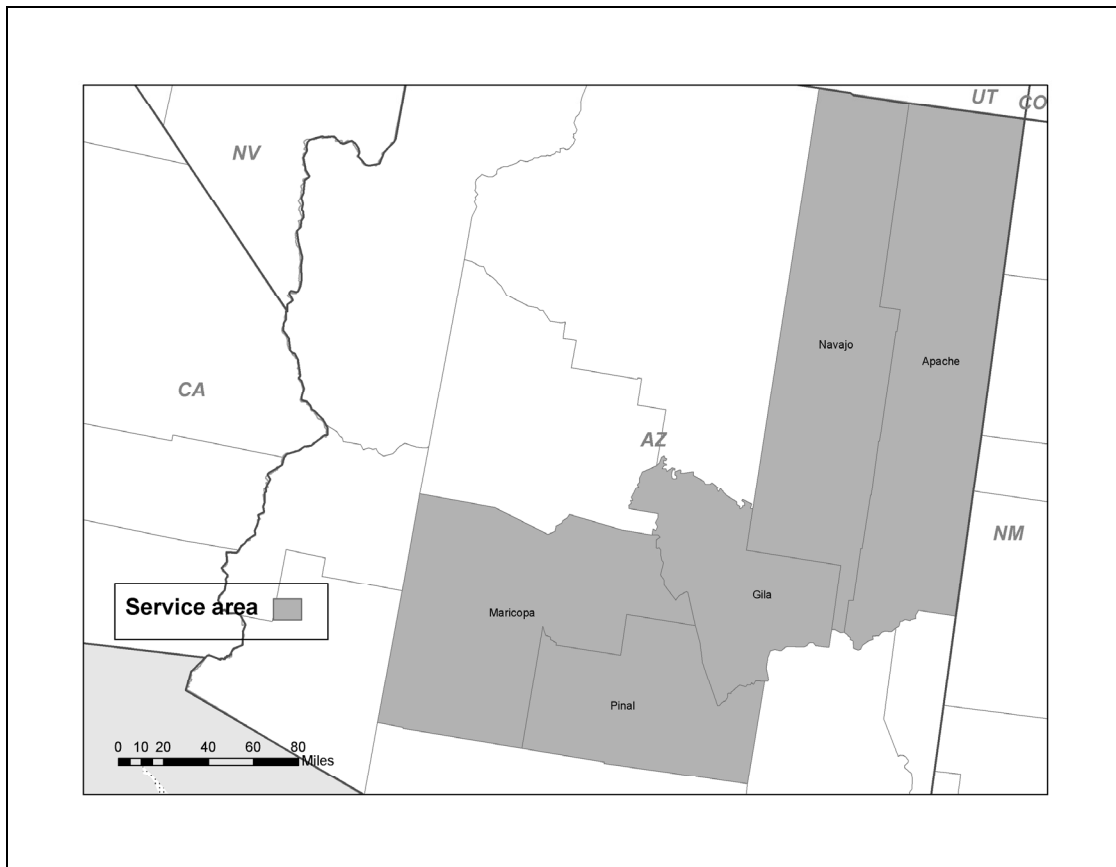 UT CO
NV
Navajo
Apache
CA
AZ
NM
Gila
Service area
Maricopa
Pinal
0 10 20 40 60 80
Miles